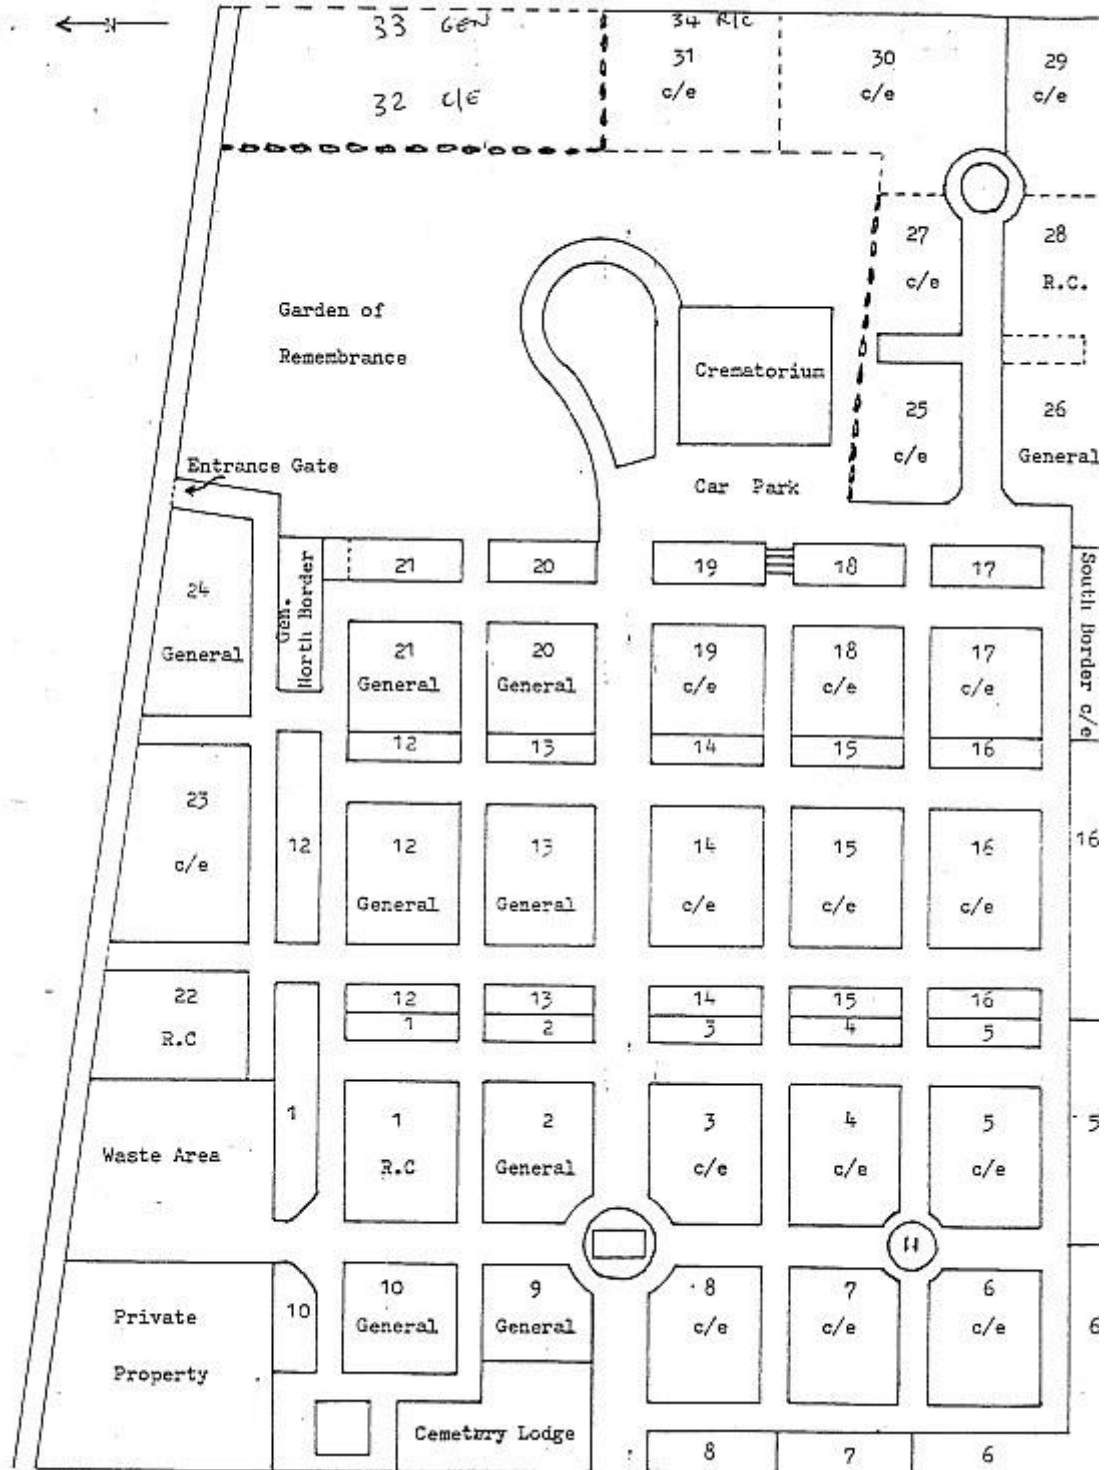 N
33 GEN
34 R/C
31
c/e
30
c/e
29
c/e
32 C/E
27
c/e
28
R.C.
Garden of
Remembrance
Crematorium
25
c/e
26
General
Entrance Gate
Car Park
24
General
Gen.
North Border
21
20
19
18
17
South Border c/e
21
General
20
General
19
c/e
18
c/e
17
c/e
12
13
14
15
16
23
c/e
12
12
General
13
General
14
c/e
15
c/e
16
c/e
16
22
R.C
12
13
14
15
16
1
2
3
4
5
Waste Area
1
1
R.C
2
General
3
c/e
4
c/e
5
c/e
5
11
Private
Property
10
10
General
9
General
8
c/e
7
c/e
6
c/e
6
Cemetery Lodge
8
7
6